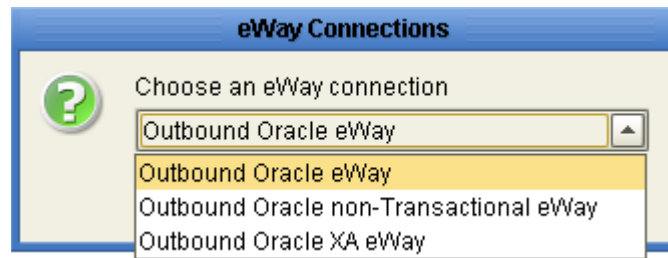 eWay Connections
Choose an eWay connection
Outbound Oracle eWay
Outbound Oracle eWay
Outbound Oracle non-Transactional eWay
Outbound Oracle XA eWay